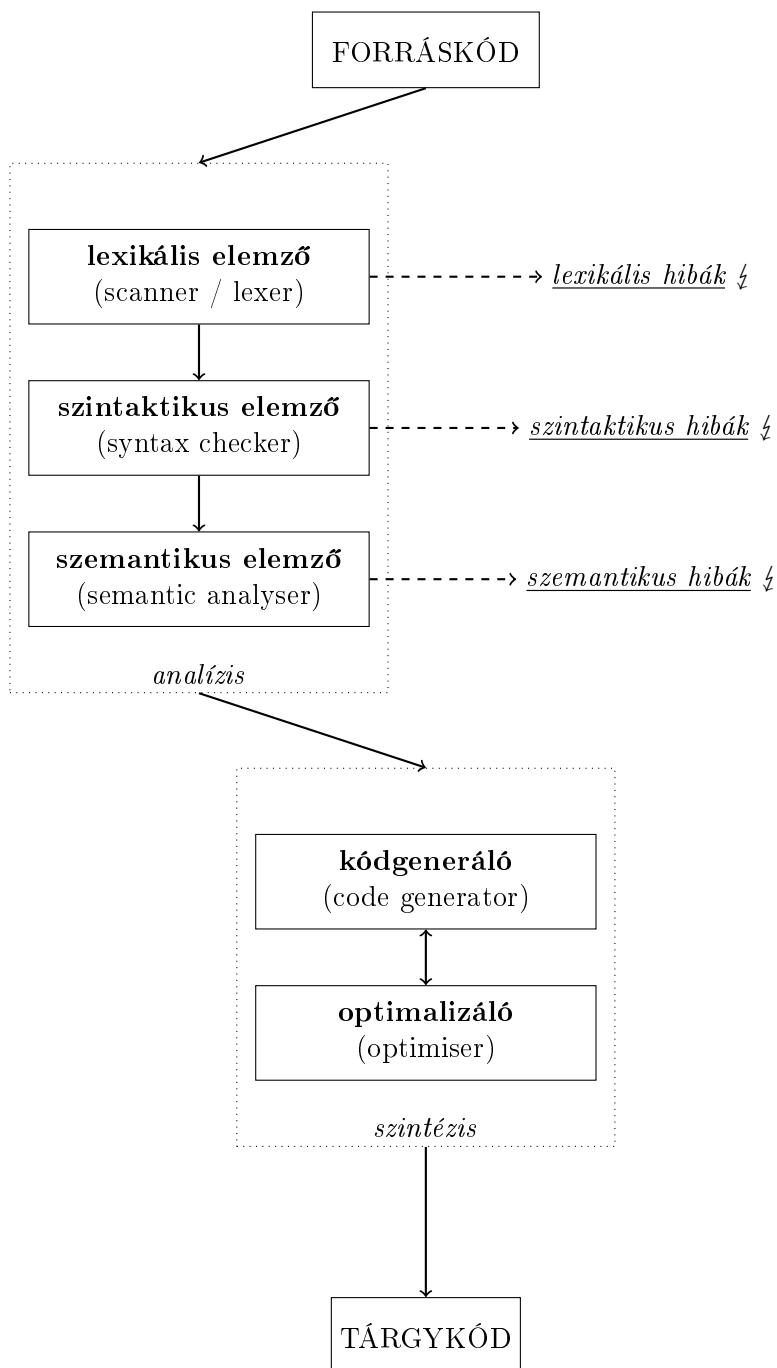 FORRÁSKÓD
lexikális elemző
(scanner / lexer)
lexikális hibák
szintaktikus elemző
(syntax checker)
szintaktikus hibák
szemantikus elemző
(semantic analyser)
szemantikus hibák
analízis
kódgeneráló
(code generator)
optimalizáló
(optimiser)
szintézis
TÁRGYKÓD